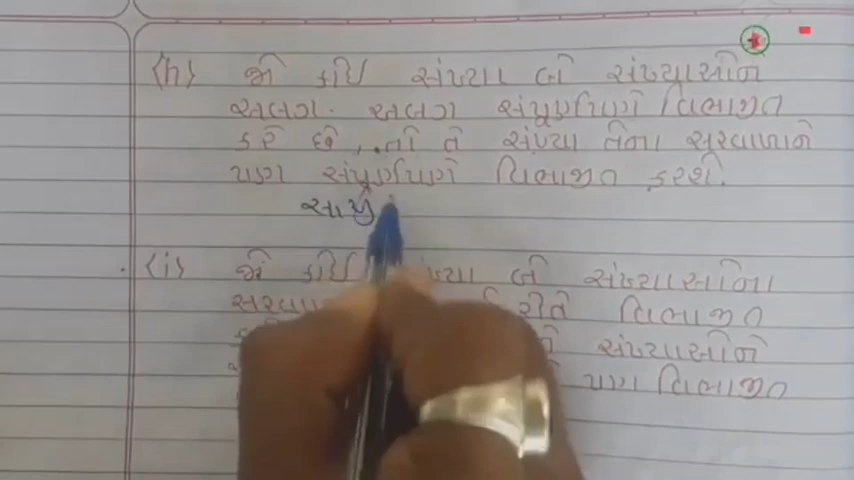 (h) જો કોઈ સંખ્યા બે સંખ્યાઓને
અલગ અલગ સંપૂર્ણપણે વિભાજીત
કરે છે, તો તે સંખ્યા તેના સરવાળાને
પણ સંપૂર્ણપણે વિભાજીત કરશે.
સાચુ
(i) જો કોઈ સંખ્યા બે સંખ્યાઓના
રીતે વિભાજીત
સંખ્યાઓને
પણ વિભાજીત